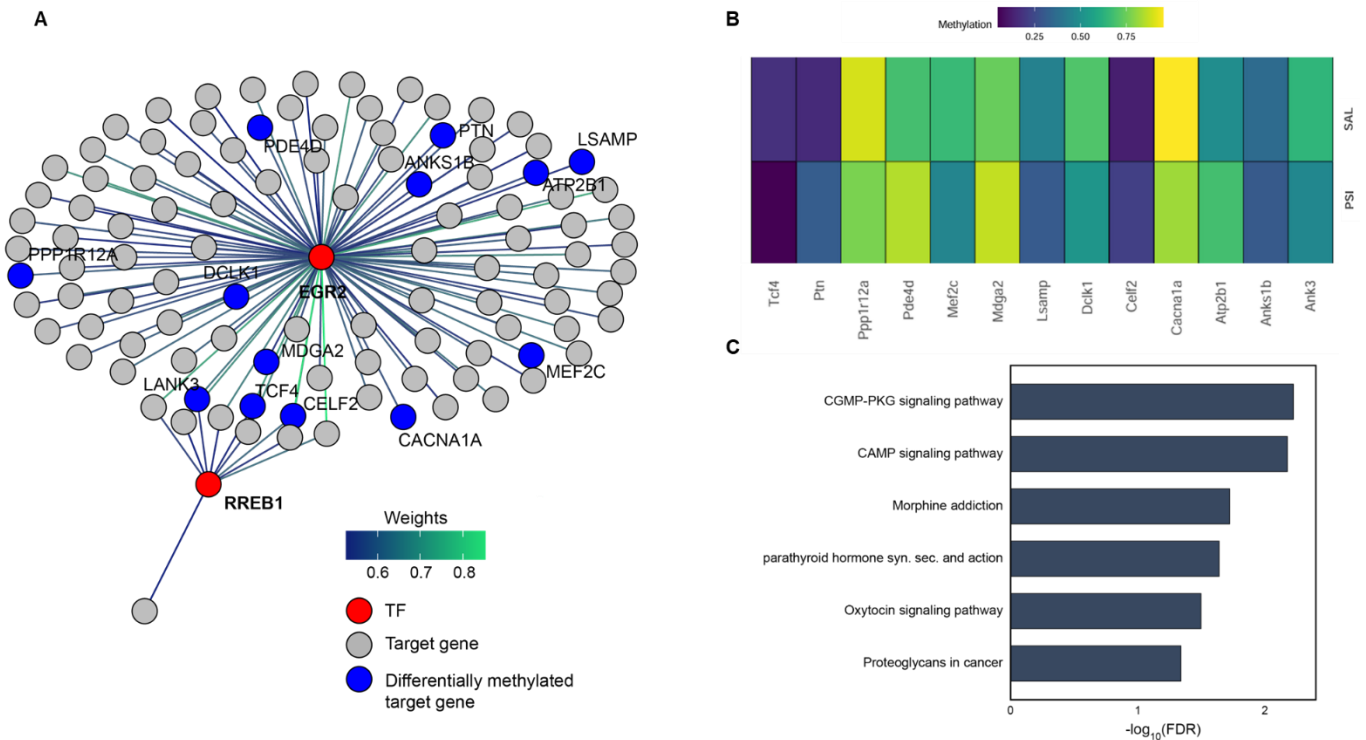 A
PDE4D
PTN
LSAMP
ANKS1B
ATP2B1
PPP1R12A
DCLK1
EGR2
MDGA2
MEF2C
LANK3
TCF4
CELF2
CACNA1A
RREB1
Weights
0.6 0.7 0.8
TF
Target gene
Differentially methylated
target gene
B
Methylation
0.25 0.50 0.75
SAL
PSI
Tcf4 Ptn Ppp1r12a Pde4d Mef2c Mdga2 Lsamp Dclk1 Celf2 Cacna1a Atp2b1 Anks1b Ank3
C
CGMP-PKG signaling pathway
CAMP signaling pathway
Morphine addiction
parathyroid hormone syn. sec. and action
Oxytocin signaling pathway
Proteoglycans in cancer
0 1 2
-log10(FDR)